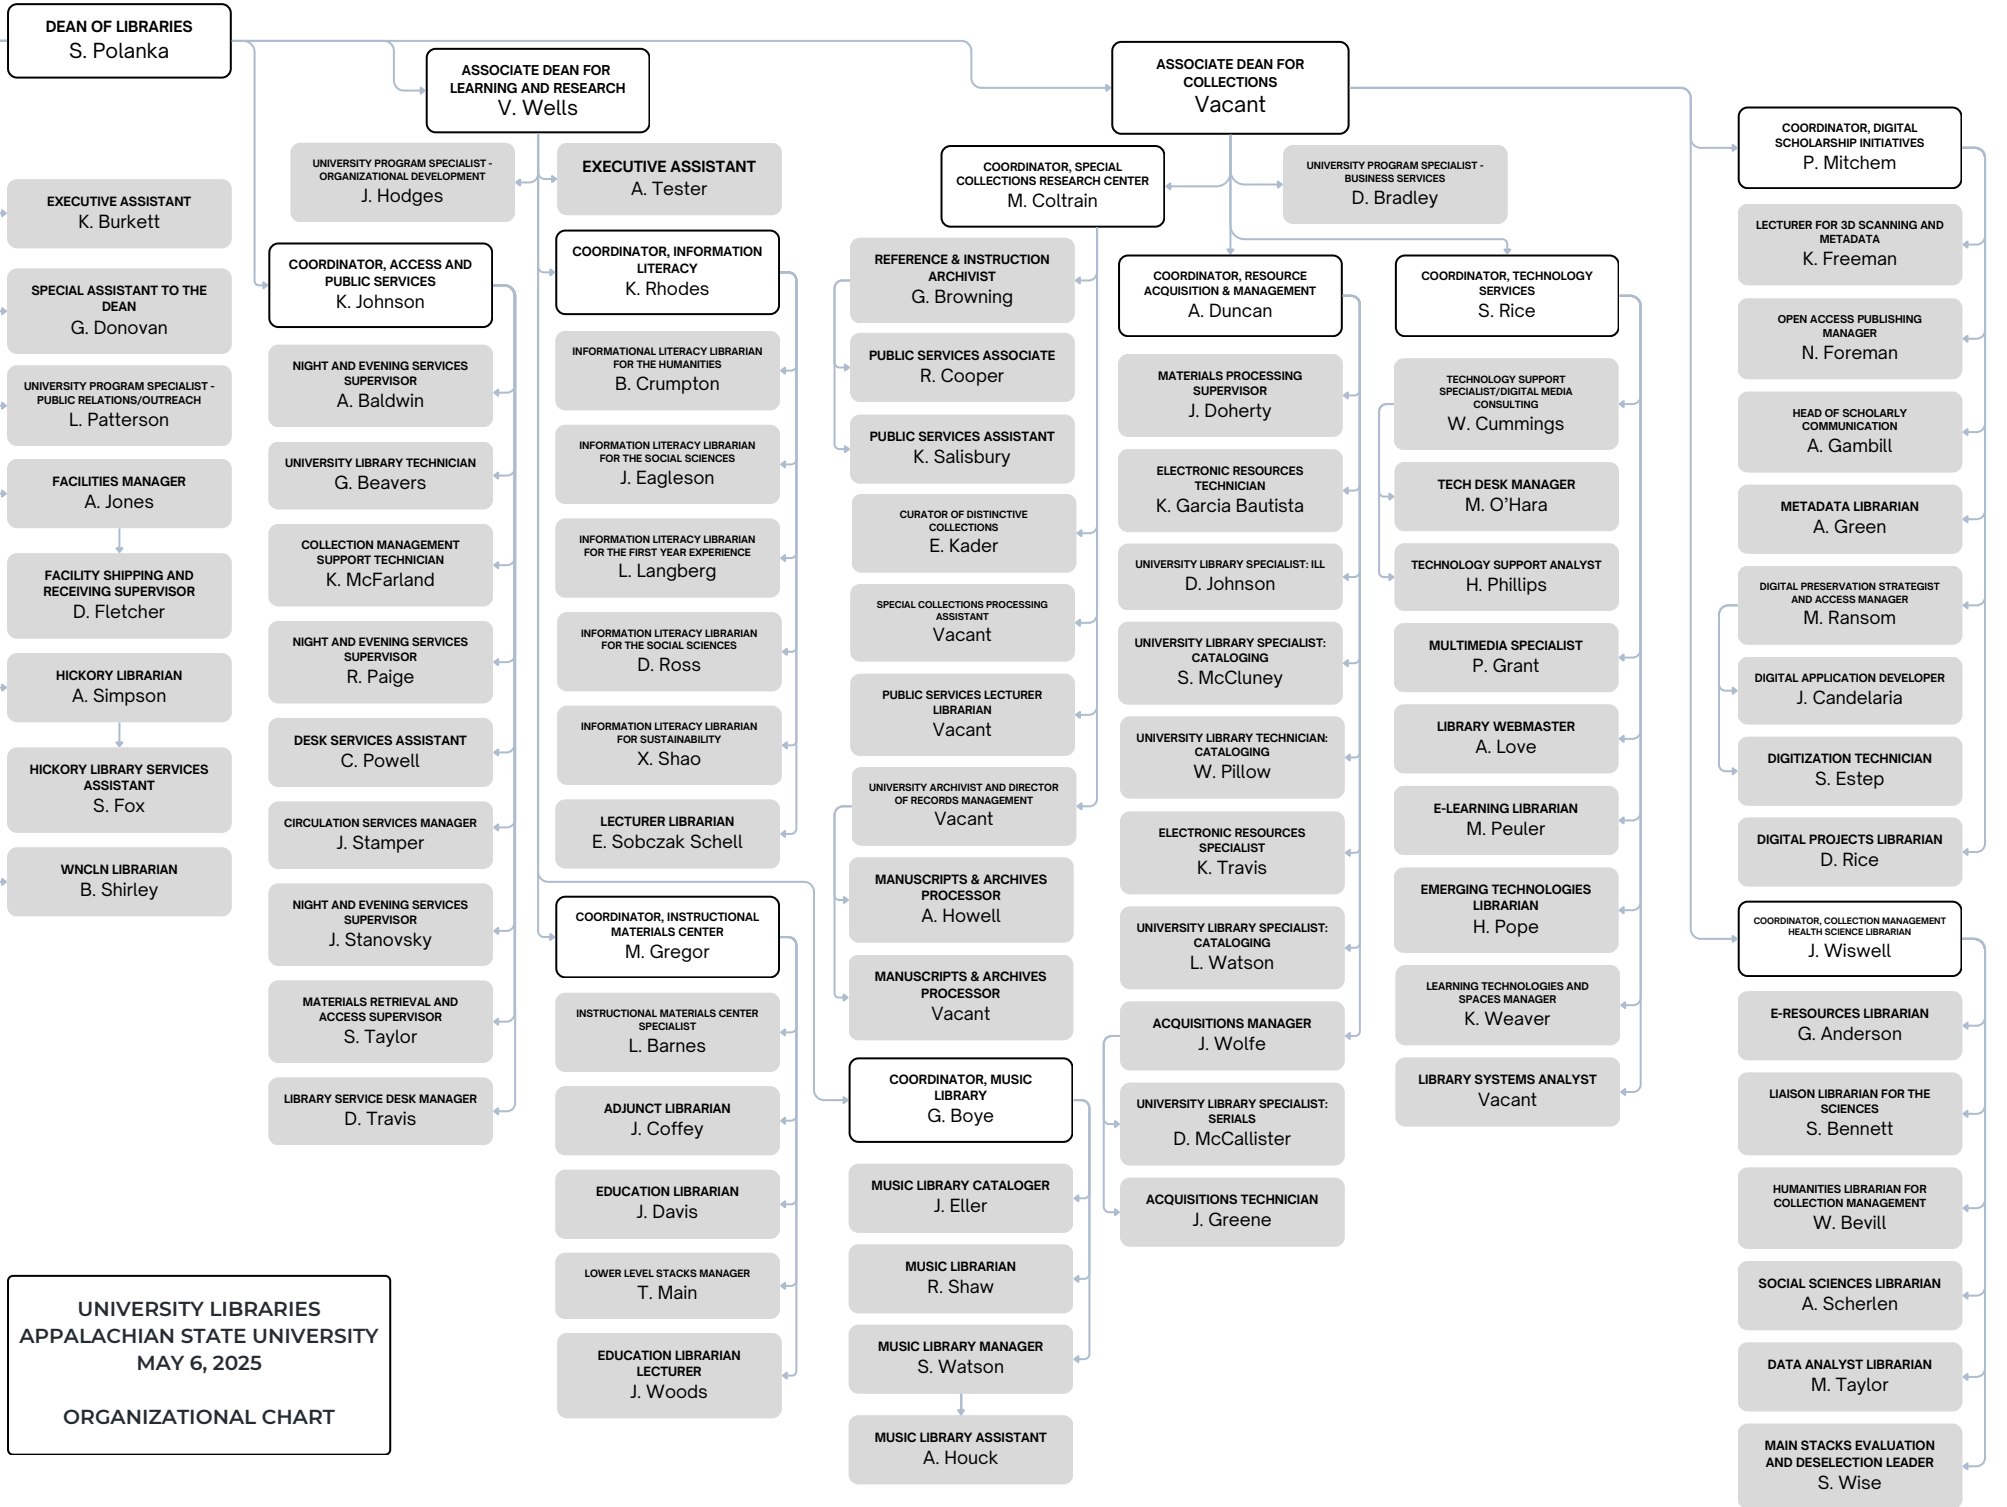 DEAN OF LIBRARIES
S. Polanka
EXECUTIVE ASSISTANT
K. Burkett
SPECIAL ASSISTANT TO THE
DEAN
G. Donovan
UNIVERSITY PROGRAM SPECIALIST -
PUBLIC RELATIONS/OUTREACH
L. Patterson
FACILITIES MANAGER
A. Jones
FACILITY SHIPPING AND
RECEIVING SUPERVISOR
D. Fletcher
HICKORY LIBRARIAN
A. Simpson
HICKORY LIBRARY SERVICES
ASSISTANT
S. Fox
WNCLN LIBRARIAN
B. Shirley
COORDINATOR, ACCESS AND
PUBLIC SERVICES
K. Johnson
NIGHT AND EVENING SERVICES
SUPERVISOR
A. Baldwin
UNIVERSITY LIBRARY TECHNICIAN
G. Beavers
COLLECTION MANAGEMENT
SUPPORT TECHNICIAN
K. McFarland
NIGHT AND EVENING SERVICES
SUPERVISOR
R. Paige
DESK SERVICES ASSISTANT
C. Powell
CIRCULATION SERVICES MANAGER
J. Stamper
NIGHT AND EVENING SERVICES
SUPERVISOR
J. Stanovsky
MATERIALS RETRIEVAL AND
ACCESS SUPERVISOR
S. Taylor
LIBRARY SERVICE DESK MANAGER
D. Travis
ASSOCIATE DEAN FOR
LEARNING AND RESEARCH
V. Wells
UNIVERSITY PROGRAM SPECIALIST -
ORGANIZATIONAL DEVELOPMENT
J. Hodges
EXECUTIVE ASSISTANT
A. Tester
COORDINATOR, INFORMATION
LITERACY
K. Rhodes
INFORMATIONAL LITERACY LIBRARIAN
FOR THE HUMANITIES
B. Crumpton
INFORMATION LITERACY LIBRARIAN
FOR THE SOCIAL SCIENCES
J. Eagleson
INFORMATION LITERACY LIBRARIAN
FOR THE FIRST YEAR EXPERIENCE
L. Langberg
INFORMATION LITERACY LIBRARIAN
FOR THE SOCIAL SCIENCES
D. Ross
INFORMATION LITERACY LIBRARIAN
FOR SUSTAINABILITY
X. Shao
LECTURER LIBRARIAN
E. Sobczak Schell
COORDINATOR, INSTRUCTIONAL
MATERIALS CENTER
M. Gregor
INSTRUCTIONAL MATERIALS CENTER
SPECIALIST
L. Barnes
ADJUNCT LIBRARIAN
J. Coffey
EDUCATION LIBRARIAN
J. Davis
LOWER LEVEL STACKS MANAGER
T. Main
EDUCATION LIBRARIAN
LECTURER
J. Woods
COORDINATOR, MUSIC
LIBRARY
G. Boye
MUSIC LIBRARY CATALOGER
J. Eller
MUSIC LIBRARIAN
R. Shaw
MUSIC LIBRARY MANAGER
S. Watson
MUSIC LIBRARY ASSISTANT
A. Houck
ASSOCIATE DEAN FOR
COLLECTIONS
Vacant
COORDINATOR, SPECIAL
COLLECTIONS RESEARCH CENTER
M. Coltrain
UNIVERSITY PROGRAM SPECIALIST -
BUSINESS SERVICES
D. Bradley
REFERENCE & INSTRUCTION
ARCHIVIST
G. Browning
PUBLIC SERVICES ASSOCIATE
R. Cooper
PUBLIC SERVICES ASSISTANT
K. Salisbury
CURATOR OF DISTINCTIVE
COLLECTIONS
E. Kader
SPECIAL COLLECTIONS PROCESSING
ASSISTANT
Vacant
PUBLIC SERVICES LECTURER
LIBRARIAN
Vacant
UNIVERSITY ARCHIVIST AND DIRECTOR
OF RECORDS MANAGEMENT
Vacant
MANUSCRIPTS & ARCHIVES
PROCESSOR
A. Howell
MANUSCRIPTS & ARCHIVES
PROCESSOR
Vacant
COORDINATOR, RESOURCE
ACQUISITION & MANAGEMENT
A. Duncan
MATERIALS PROCESSING
SUPERVISOR
J. Doherty
ELECTRONIC RESOURCES
TECHNICIAN
K. Garcia Bautista
UNIVERSITY LIBRARY SPECIALIST: ILL
D. Johnson
UNIVERSITY LIBRARY SPECIALIST:
CATALOGING
S. McCluney
UNIVERSITY LIBRARY TECHNICIAN:
CATALOGING
W. Pillow
ELECTRONIC RESOURCES
SPECIALIST
K. Travis
UNIVERSITY LIBRARY SPECIALIST:
CATALOGING
L. Watson
ACQUISITIONS MANAGER
J. Wolfe
UNIVERSITY LIBRARY SPECIALIST:
SERIALS
D. McCallister
ACQUISITIONS TECHNICIAN
J. Greene
COORDINATOR, TECHNOLOGY
SERVICES
S. Rice
TECHNOLOGY SUPPORT
SPECIALIST/DIGITAL MEDIA
CONSULTING
W. Cummings
TECH DESK MANAGER
M. O’Hara
TECHNOLOGY SUPPORT ANALYST
H. Phillips
MULTIMEDIA SPECIALIST
P. Grant
LIBRARY WEBMASTER
A. Love
E-LEARNING LIBRARIAN
M. Peuler
EMERGING TECHNOLOGIES
LIBRARIAN
H. Pope
LEARNING TECHNOLOGIES AND
SPACES MANAGER
K. Weaver
LIBRARY SYSTEMS ANALYST
Vacant
COORDINATOR, DIGITAL
SCHOLARSHIP INITIATIVES
P. Mitchem
LECTURER FOR 3D SCANNING AND
METADATA
K. Freeman
OPEN ACCESS PUBLISHING
MANAGER
N. Foreman
HEAD OF SCHOLARLY
COMMUNICATION
A. Gambill
METADATA LIBRARIAN
A. Green
DIGITAL PRESERVATION STRATEGIST
AND ACCESS MANAGER
M. Ransom
DIGITAL APPLICATION DEVELOPER
J. Candelaria
DIGITIZATION TECHNICIAN
S. Estep
DIGITAL PROJECTS LIBRARIAN
D. Rice
COORDINATOR, COLLECTION MANAGEMENT
HEALTH SCIENCE LIBRARIAN
J. Wiswell
E-RESOURCES LIBRARIAN
G. Anderson
LIAISON LIBRARIAN FOR THE
SCIENCES
S. Bennett
HUMANITIES LIBRARIAN FOR
COLLECTION MANAGEMENT
W. Bevill
SOCIAL SCIENCES LIBRARIAN
A. Scherlen
DATA ANALYST LIBRARIAN
M. Taylor
MAIN STACKS EVALUATION
AND DESELECTION LEADER
S. Wise
UNIVERSITY LIBRARIES
APPALACHIAN STATE UNIVERSITY
MAY 6, 2025
ORGANIZATIONAL CHART